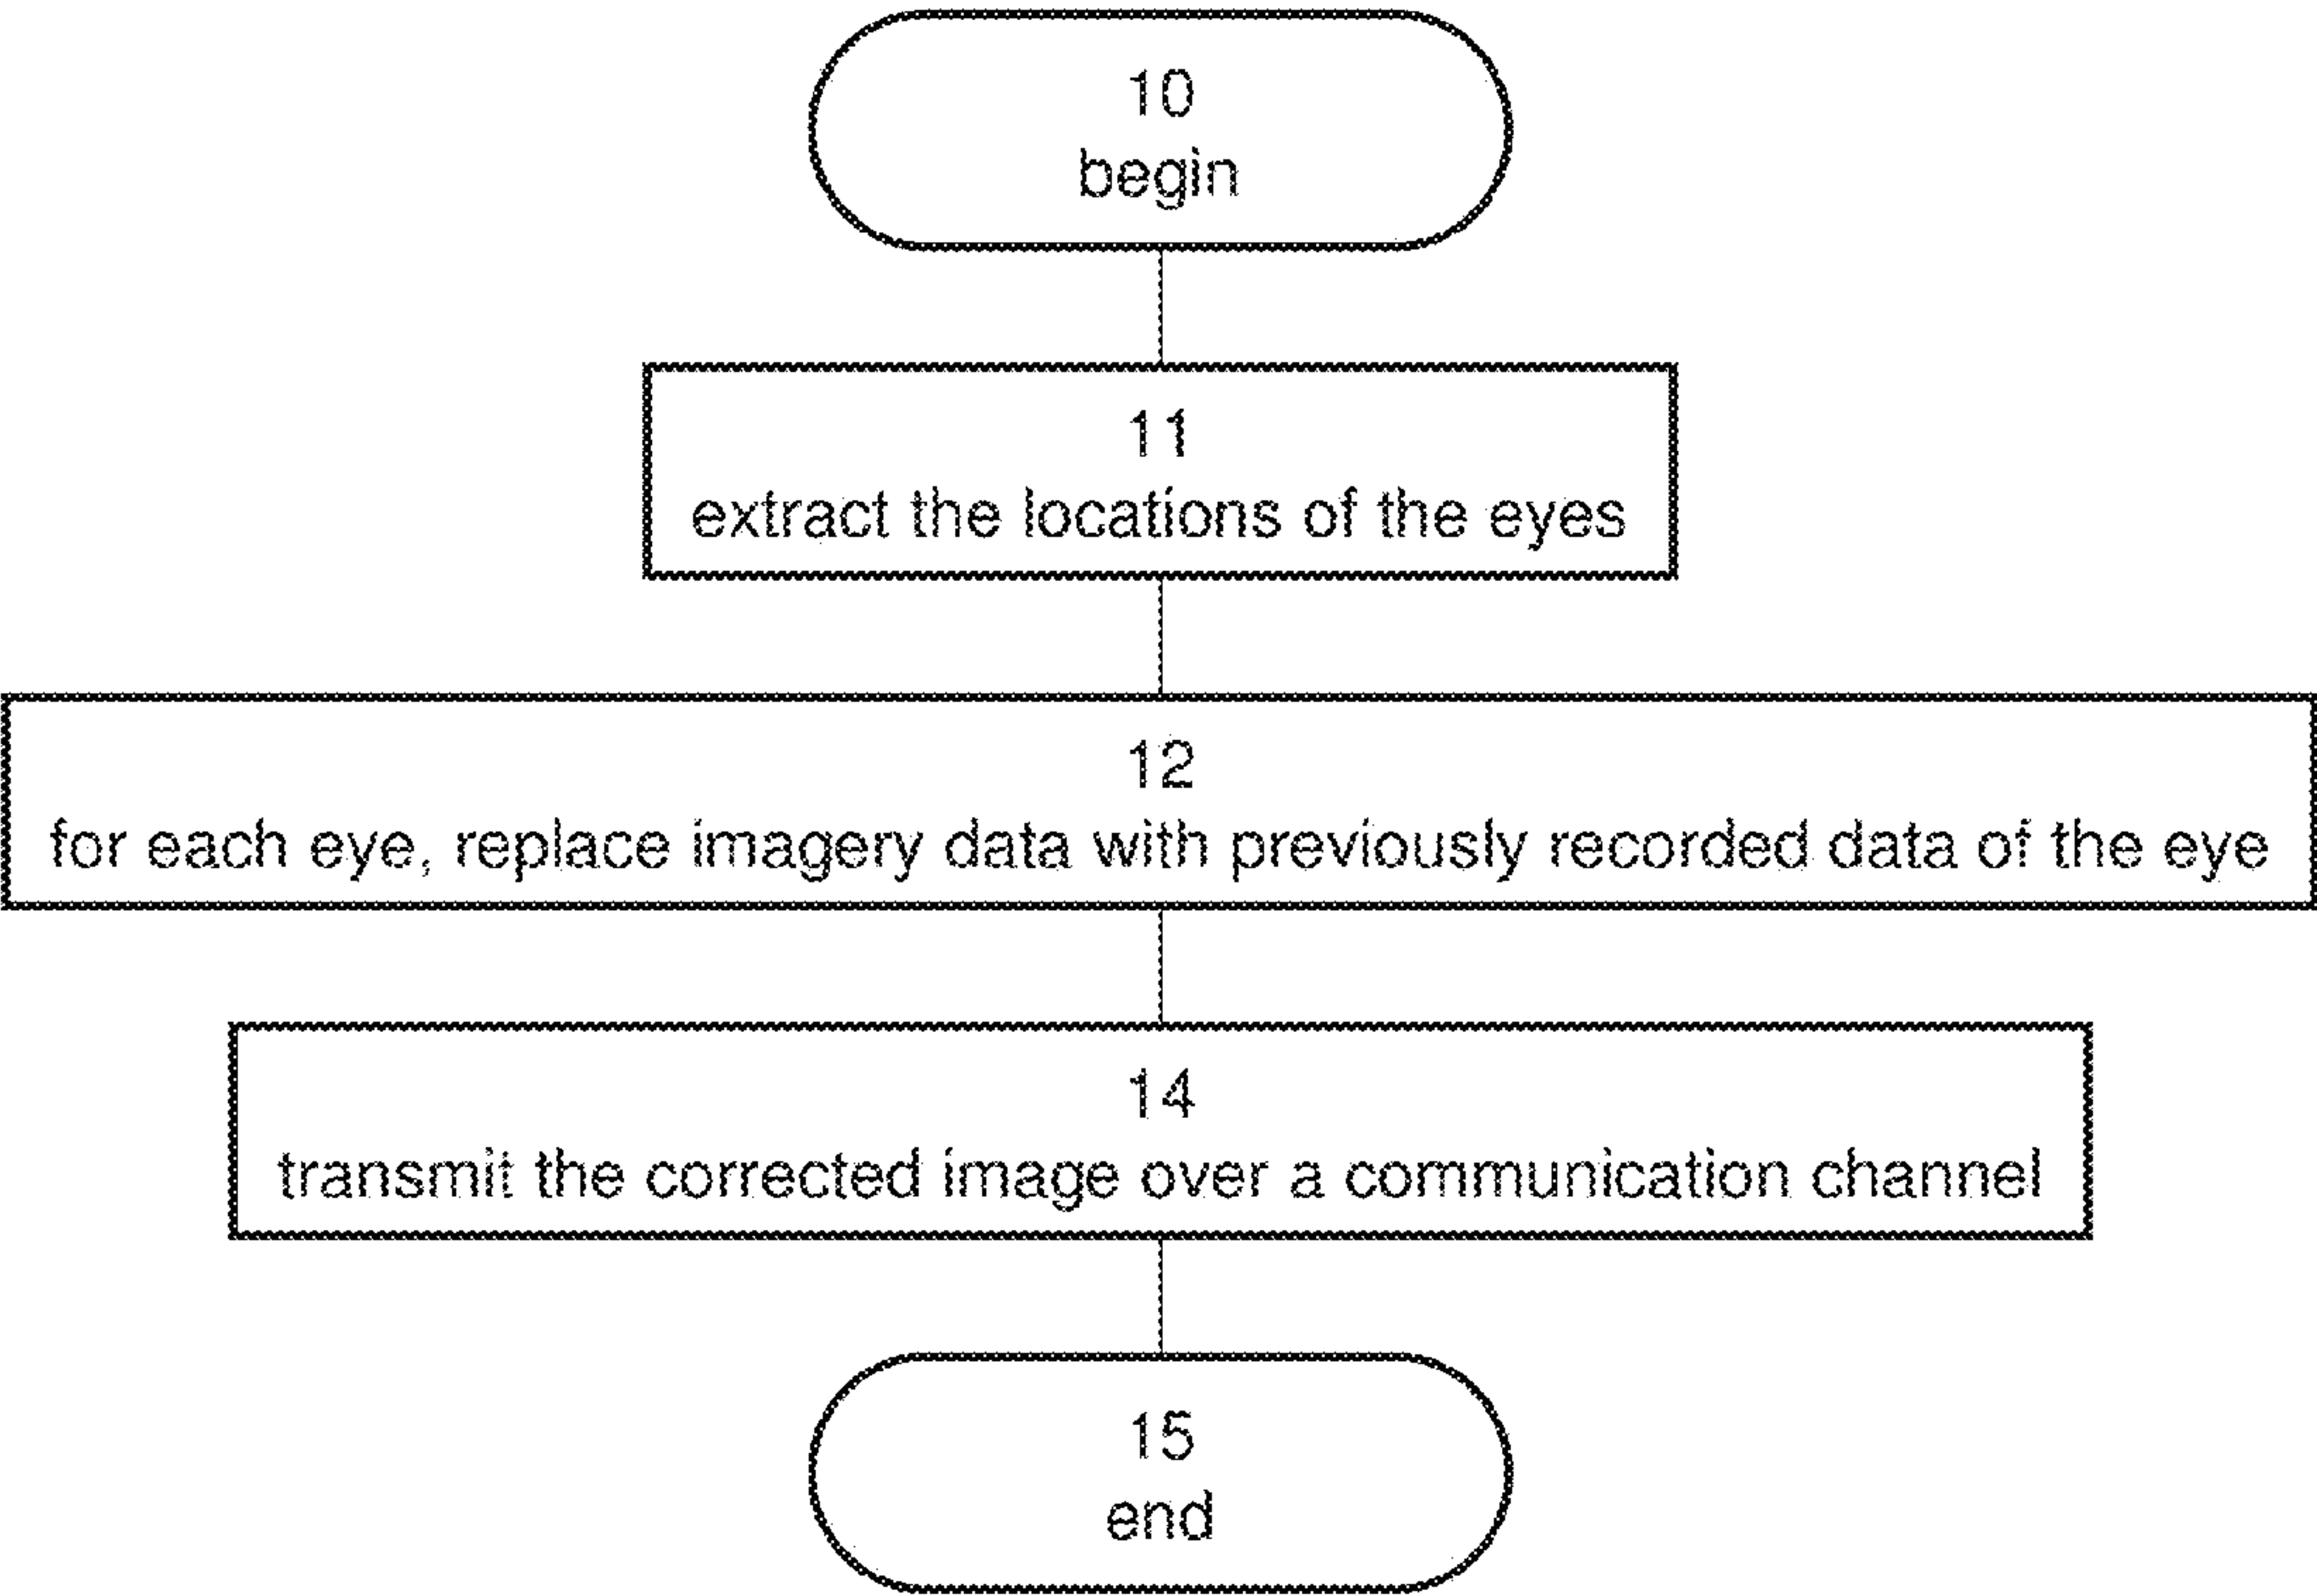 10
begin
11
extract the locations of the eyes
12
for each eye, replace imagery data with previously recorded data of the eye
14
transmit the corrected image over a communication channel
15
end